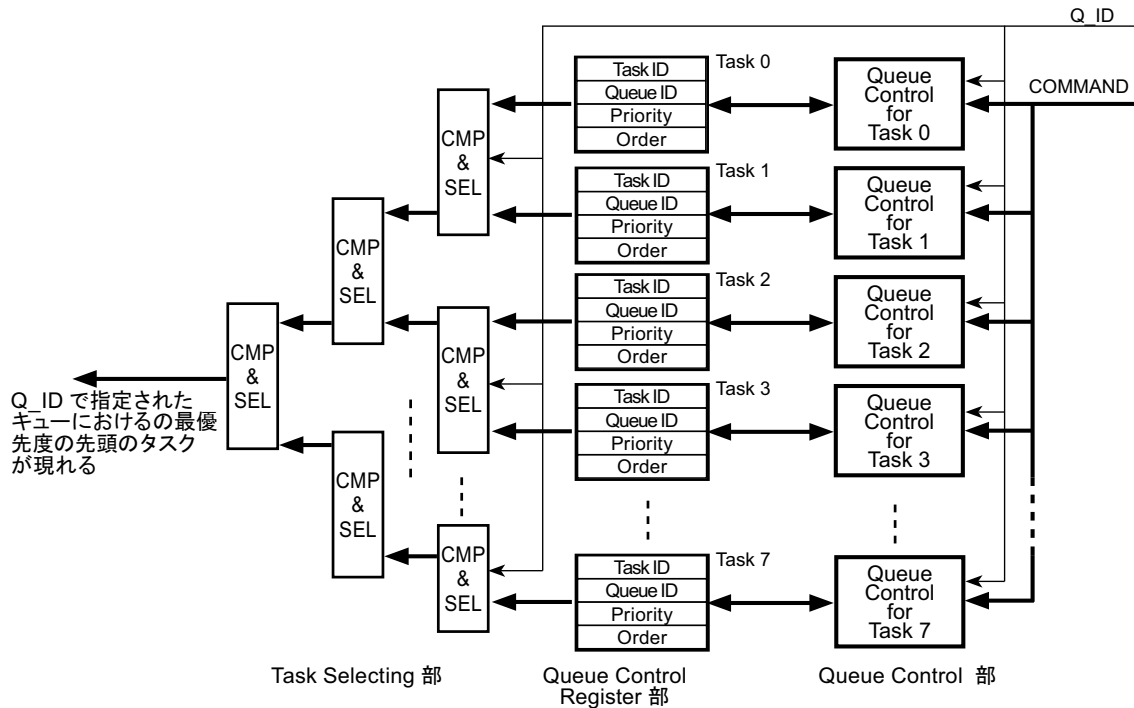 Q_ID
COMMAND
Task 0
Task ID
Queue ID
Priority
Order
Queue
Control
for
Task 0
CMP
&
SEL
Task 1
Task ID
Queue ID
Priority
Order
Queue
Control
for
Task 1
CMP
&
SEL
Task 2
Task ID
Queue ID
Priority
Order
Queue
Control
for
Task 2
CMP
&
SEL
CMP
&
SEL
Task 3
Task ID
Queue ID
Priority
Order
Queue
Control
for
Task 3
Q_ID で指定された
キューにおけるの最優
先度の先頭のタスク
が現れる
CMP
&
SEL
CMP
&
SEL
Task 7
Task ID
Queue ID
Priority
Order
Queue
Control
for
Task 7
Task Selecting 部
Queue Control
Register 部
Queue Control 部